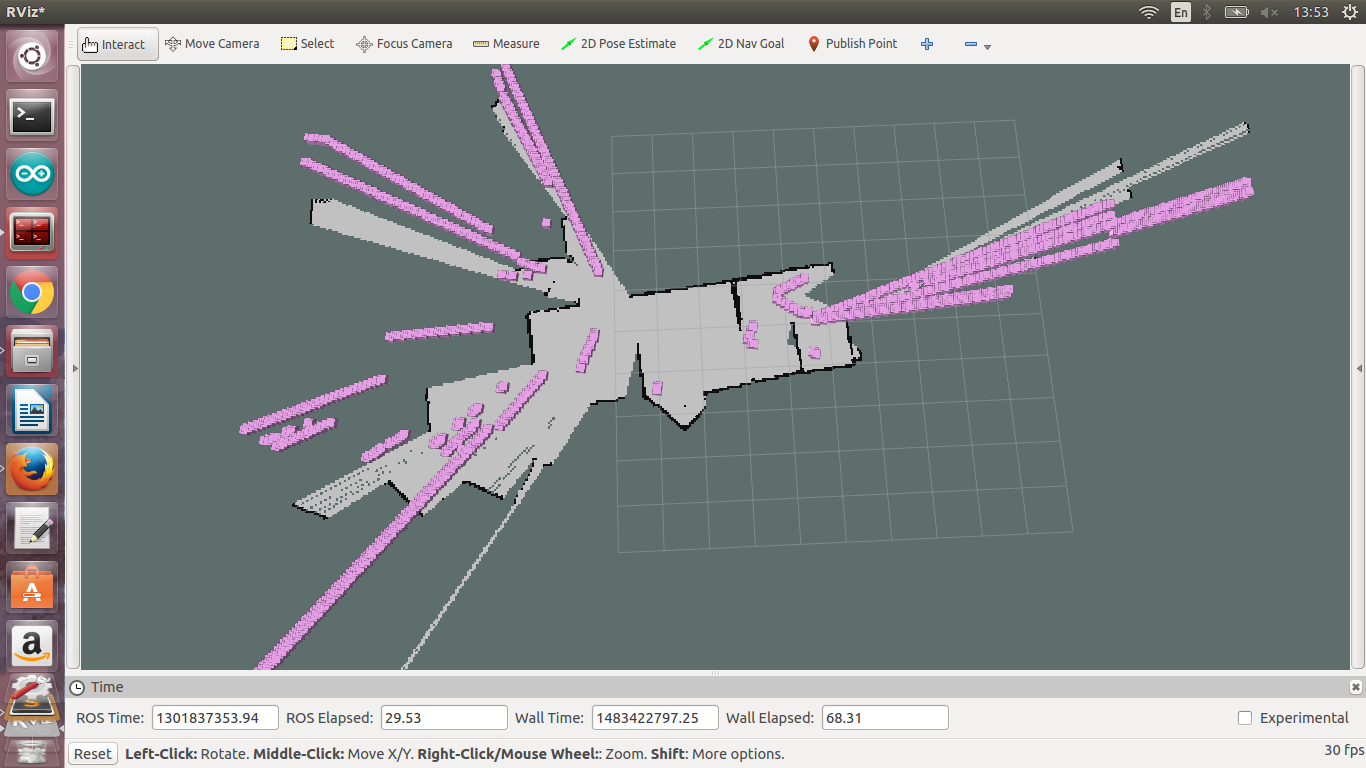 RViz*
En
13:53
Interact
Move Camera
Select
Focus Camera
Measure
2D Pose Estimate
2D Nav Goal
Publish Point
Time
ROS Time: 1301837353.94 ROS Elapsed: 29.53 Wall Time: 1483422797.25 Wall Elapsed: 68.31 Experimental
Reset Left-Click: Rotate. Middle-Click: Move X/Y. Right-Click/Mouse Wheel:: Zoom. Shift: More options. 30 fps